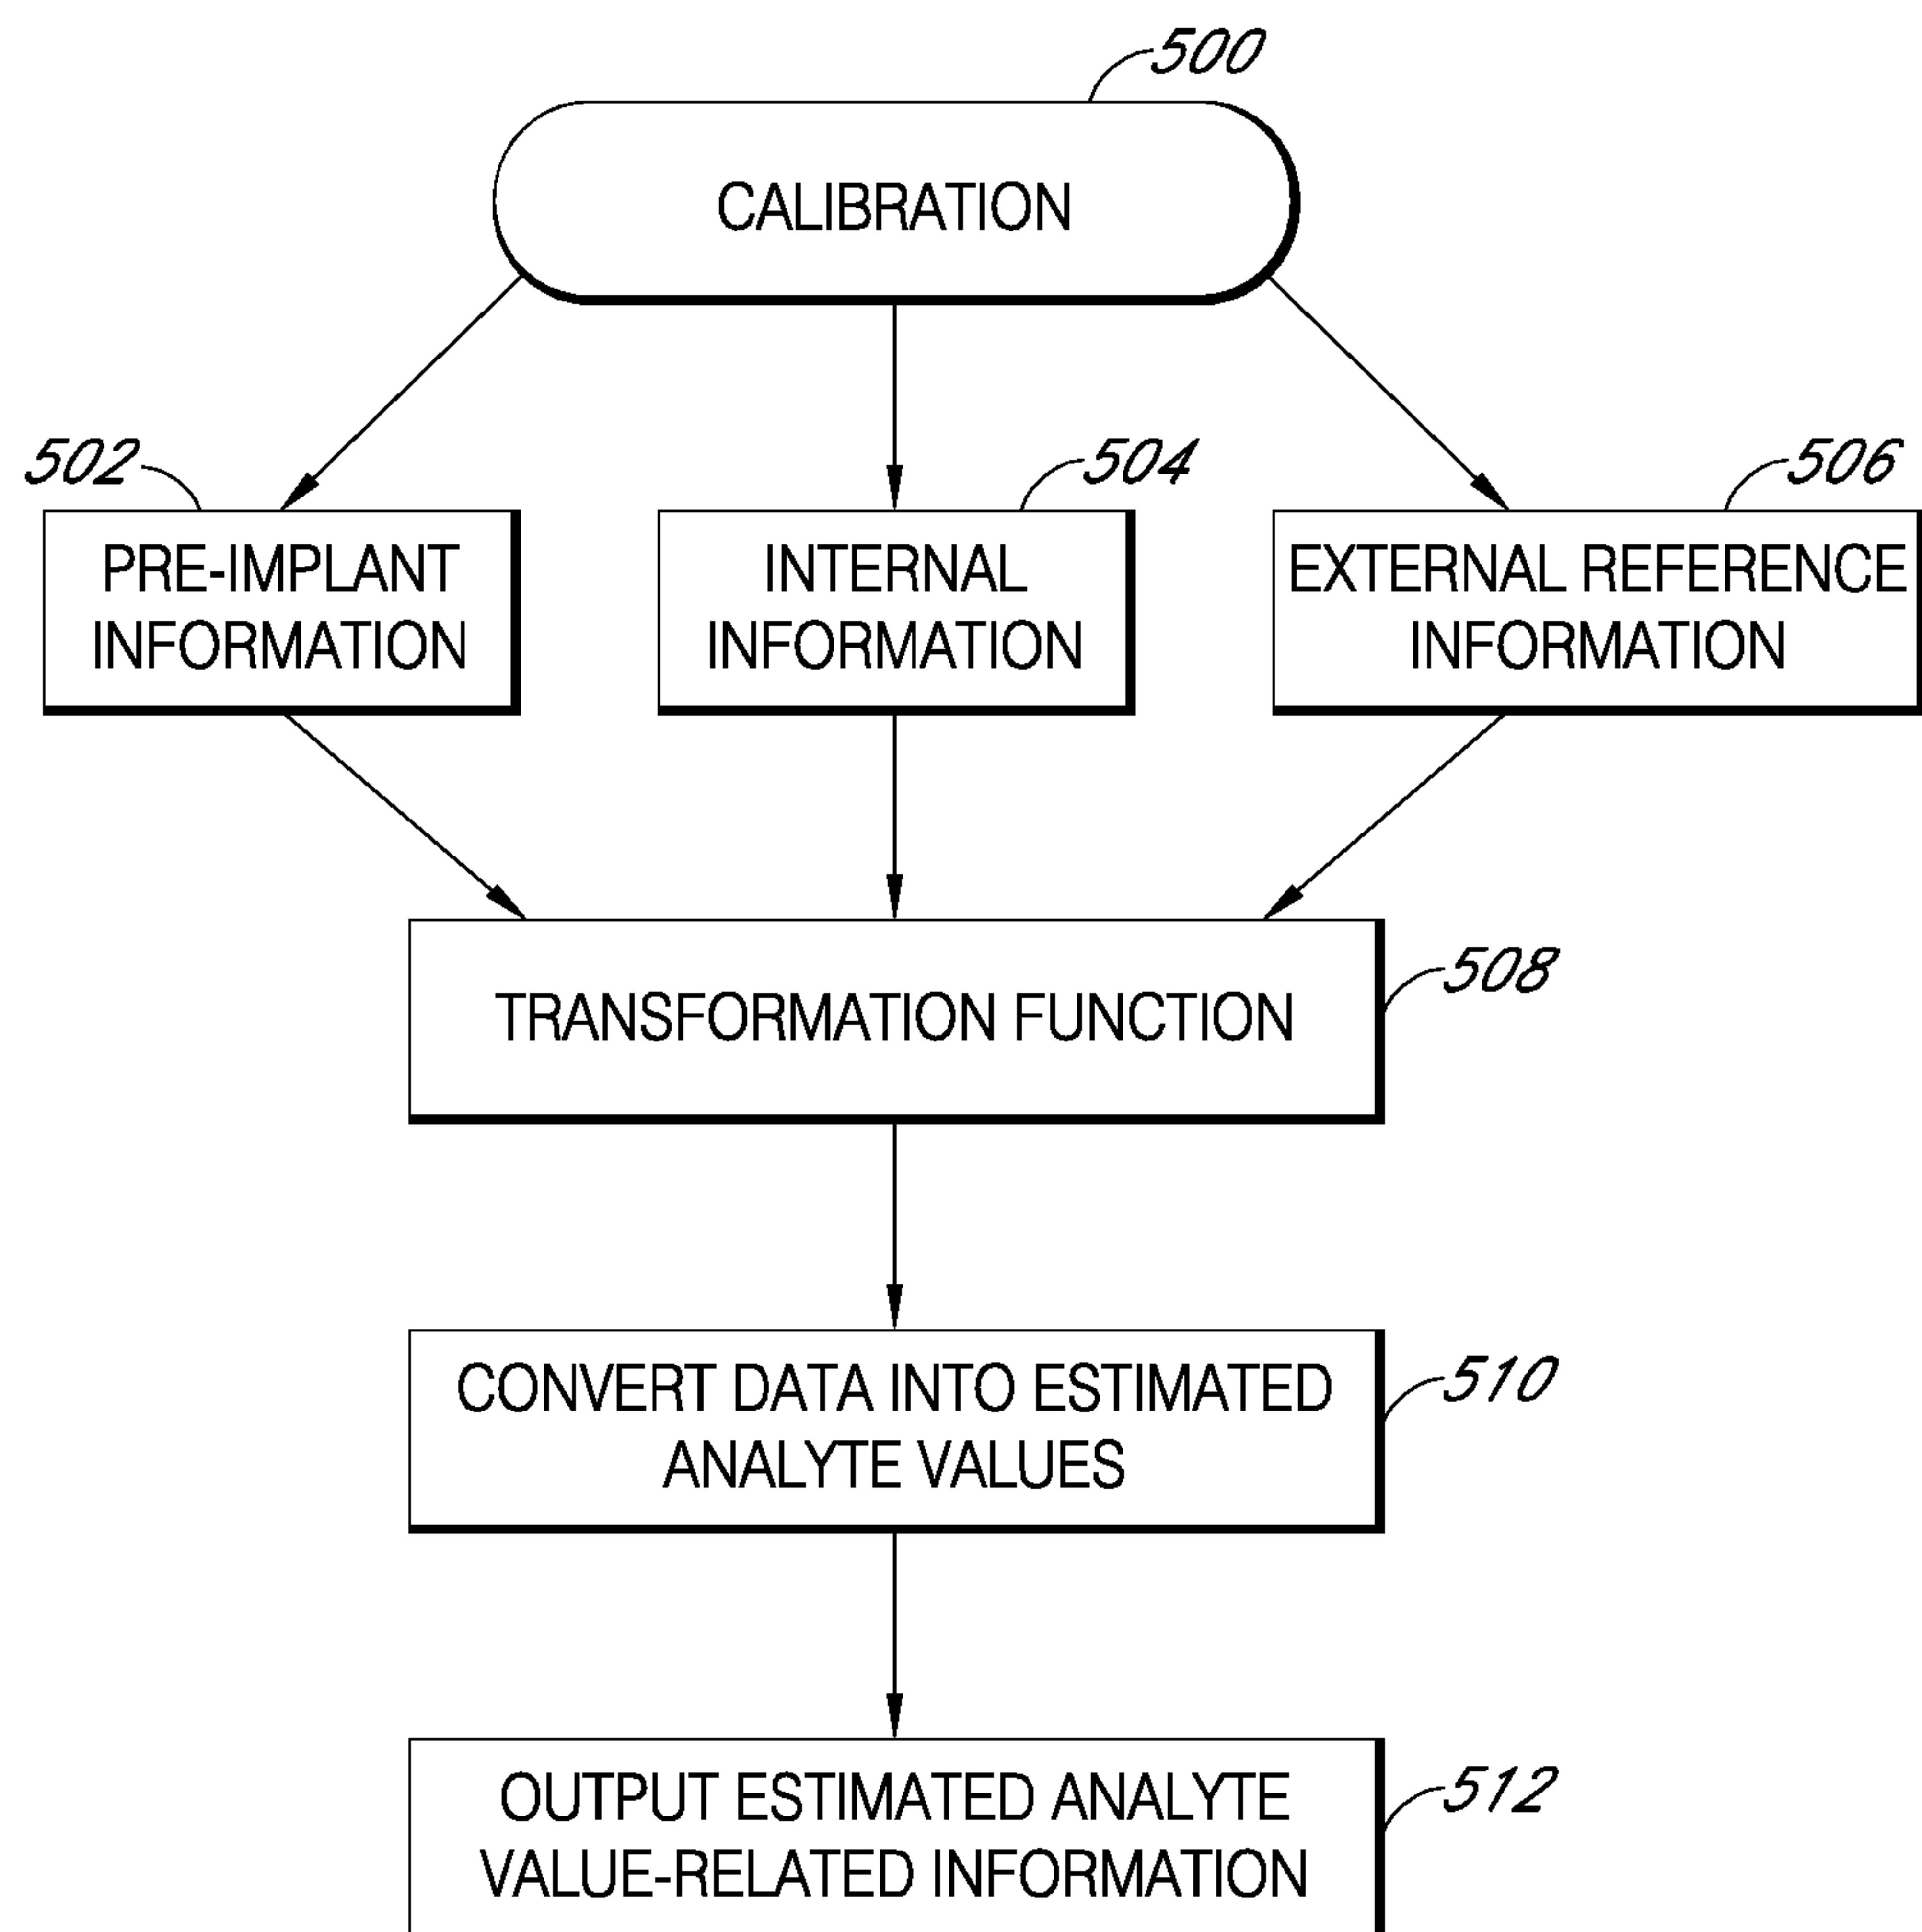 500
CALIBRATION
502
504
506
PRE-IMPLANT
INFORMATION
INTERNAL
INFORMATION
EXTERNAL REFERENCE
INFORMATION
TRANSFORMATION FUNCTION
508
CONVERT DATA INTO ESTIMATED
ANALYTE VALUES
510
OUTPUT ESTIMATED ANALYTE
VALUE-RELATED INFORMATION
512